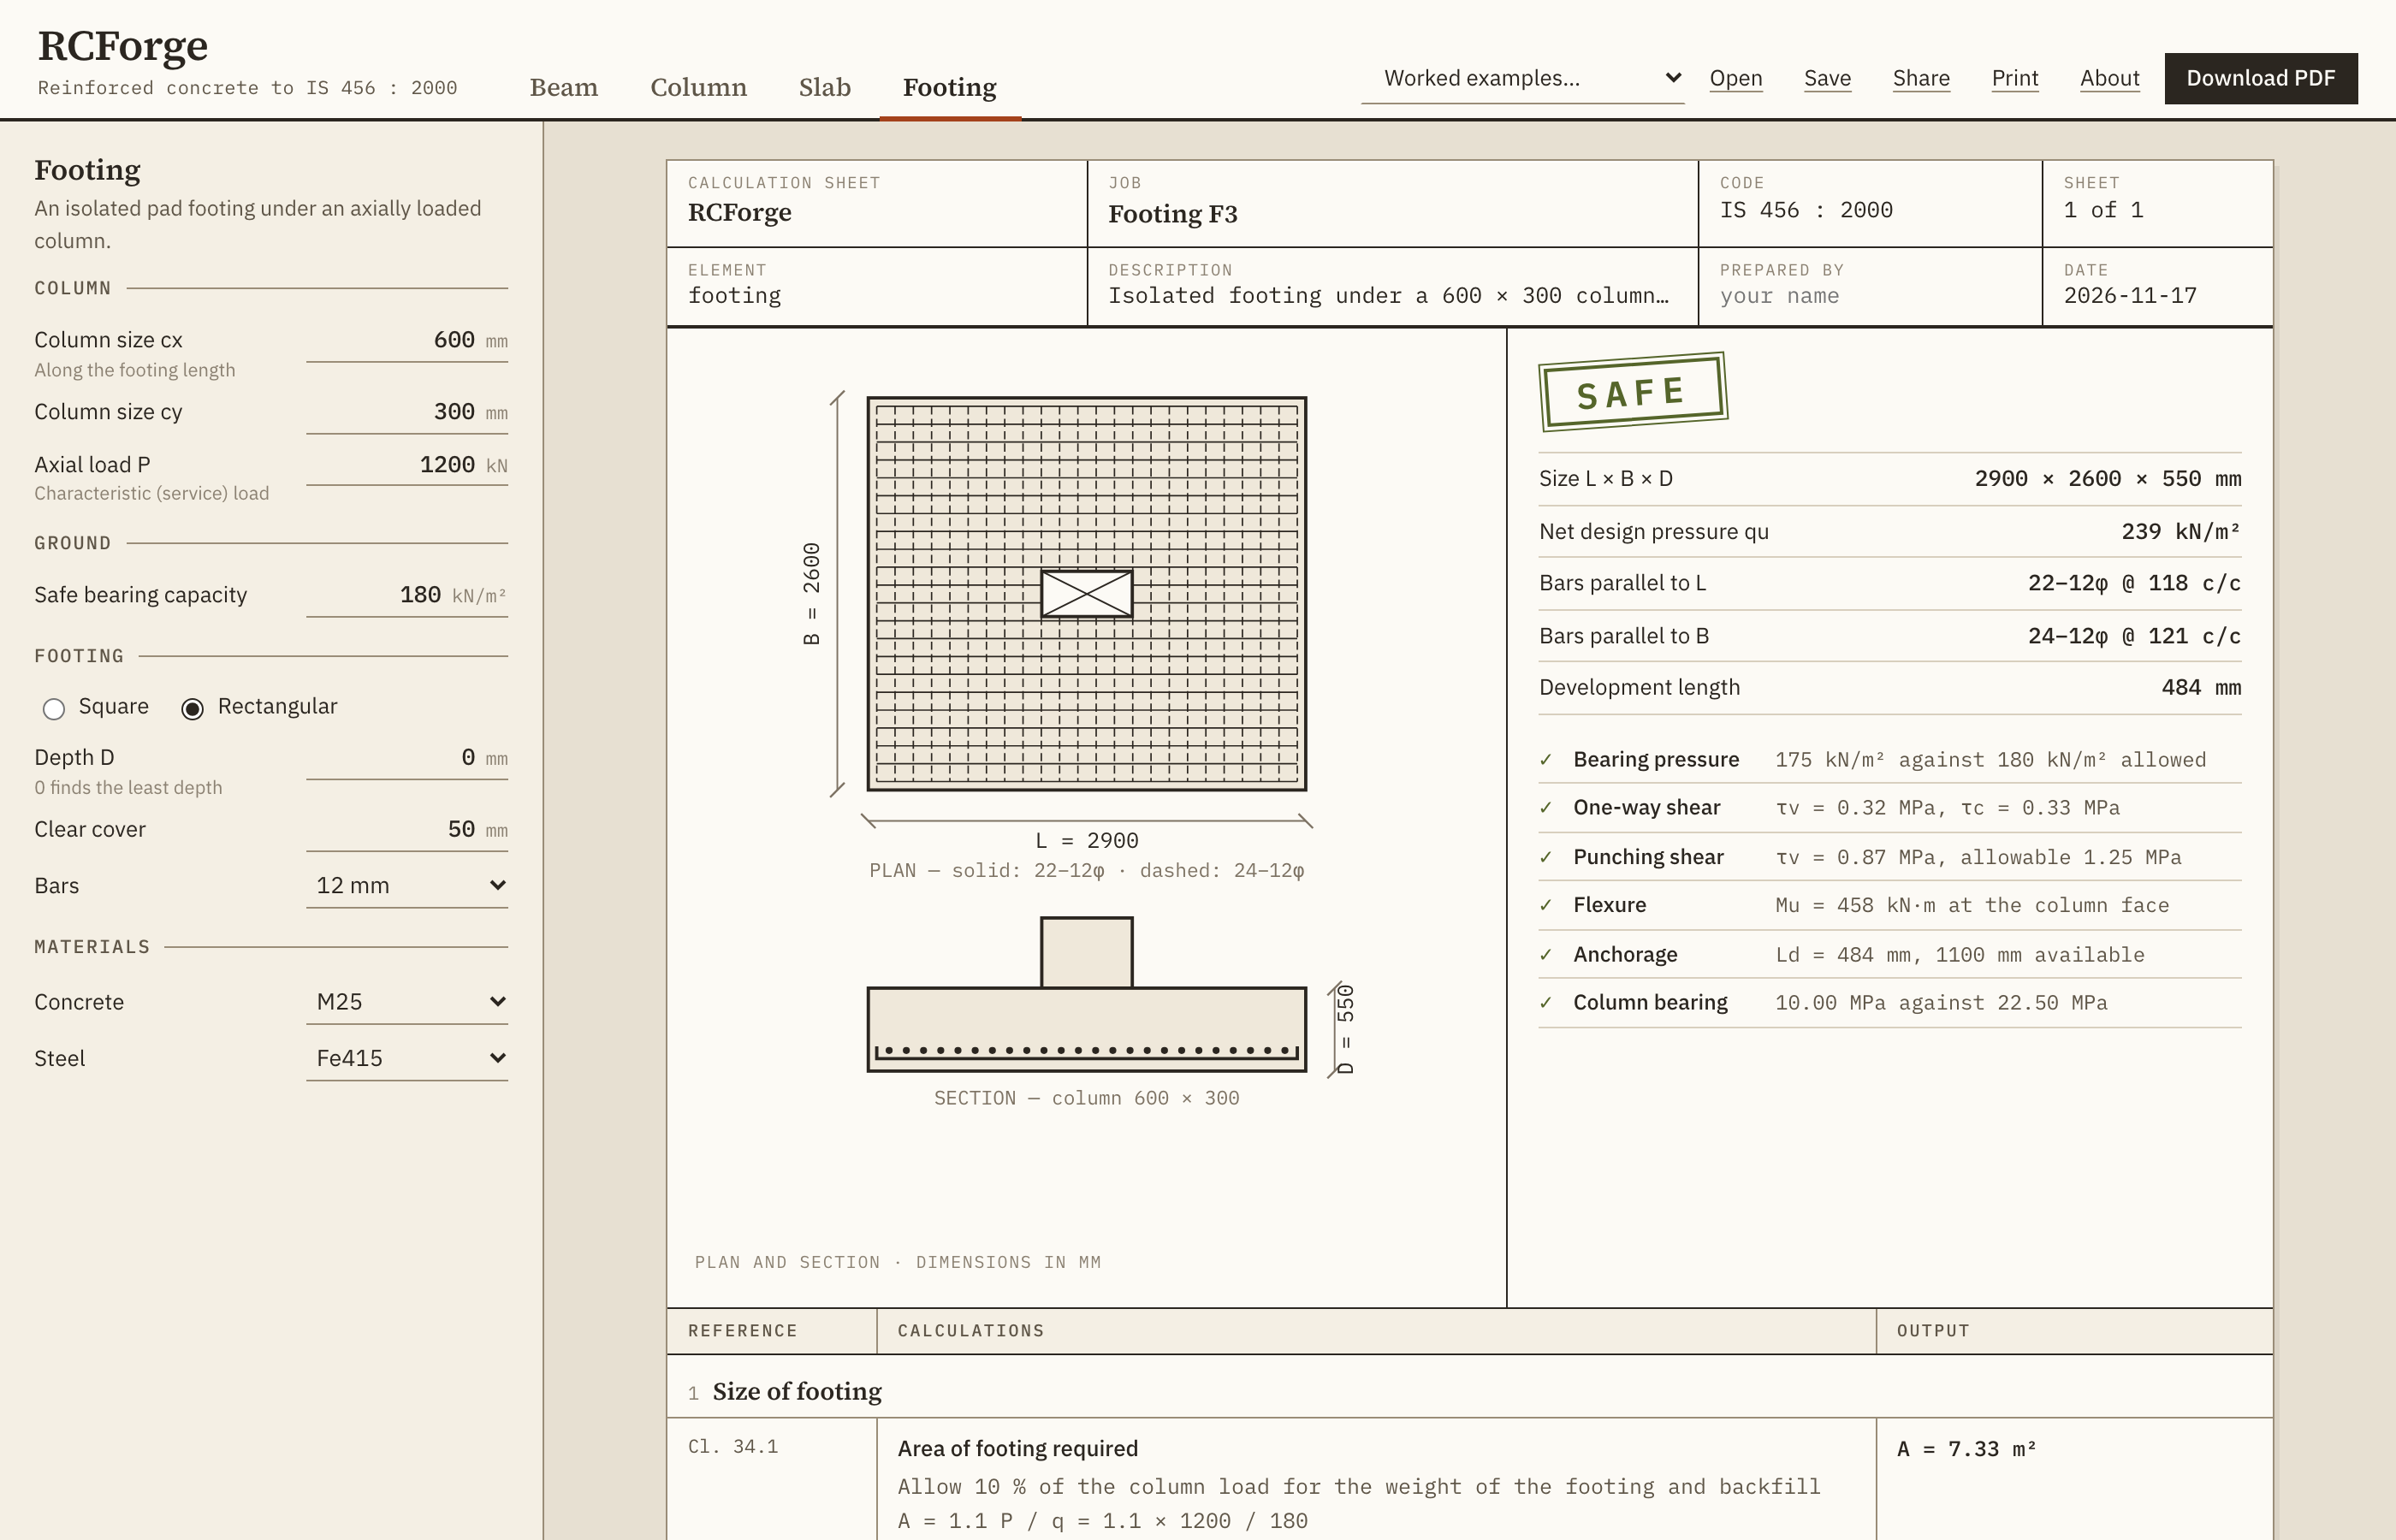 RCForge
Reinforced concrete to IS 456 : 2000
Beam
Column
Slab
Footing
Worked examples...
Open
Save
Share
Print
About
Download PDF
Footing
An isolated pad footing under an axially loaded
column.
COLUMN
Column size cx
600 mm
Along the footing length
Column size cy
300 mm
Axial load P
1200 kN
Characteristic (service) load
GROUND
Safe bearing capacity
180 kN/m²
FOOTING
Square
Rectangular
Depth D
0 mm
0 finds the least depth
Clear cover
50 mm
Bars
12 mm
MATERIALS
Concrete
M25
Steel
Fe415
CALCULATION SHEET
RCForge
JOB
Footing F3
CODE
IS 456 : 2000
SHEET
1 of 1
ELEMENT
footing
DESCRIPTION
Isolated footing under a 600 × 300 column…
PREPARED BY
your name
DATE
2026-11-17
B = 2600
L = 2900
PLAN — solid: 22–12φ · dashed: 24–12φ
D = 550
SECTION — column 600 × 300
PLAN AND SECTION · DIMENSIONS IN MM
SAFE
Size L × B × D
2900 × 2600 × 550 mm
Net design pressure qu
239 kN/m²
Bars parallel to L
22–12φ @ 118 c/c
Bars parallel to B
24–12φ @ 121 c/c
Development length
484 mm
✓ Bearing pressure 175 kN/m² against 180 kN/m² allowed
✓ One-way shear τv = 0.32 MPa, τc = 0.33 MPa
✓ Punching shear τv = 0.87 MPa, allowable 1.25 MPa
✓ Flexure Mu = 458 kN·m at the column face
✓ Anchorage Ld = 484 mm, 1100 mm available
✓ Column bearing 10.00 MPa against 22.50 MPa
REFERENCE
CALCULATIONS
OUTPUT
1 Size of footing
Cl. 34.1
Area of footing required
A = 7.33 m²
Allow 10 % of the column load for the weight of the footing and backfill
A = 1.1 P / q = 1.1 × 1200 / 180